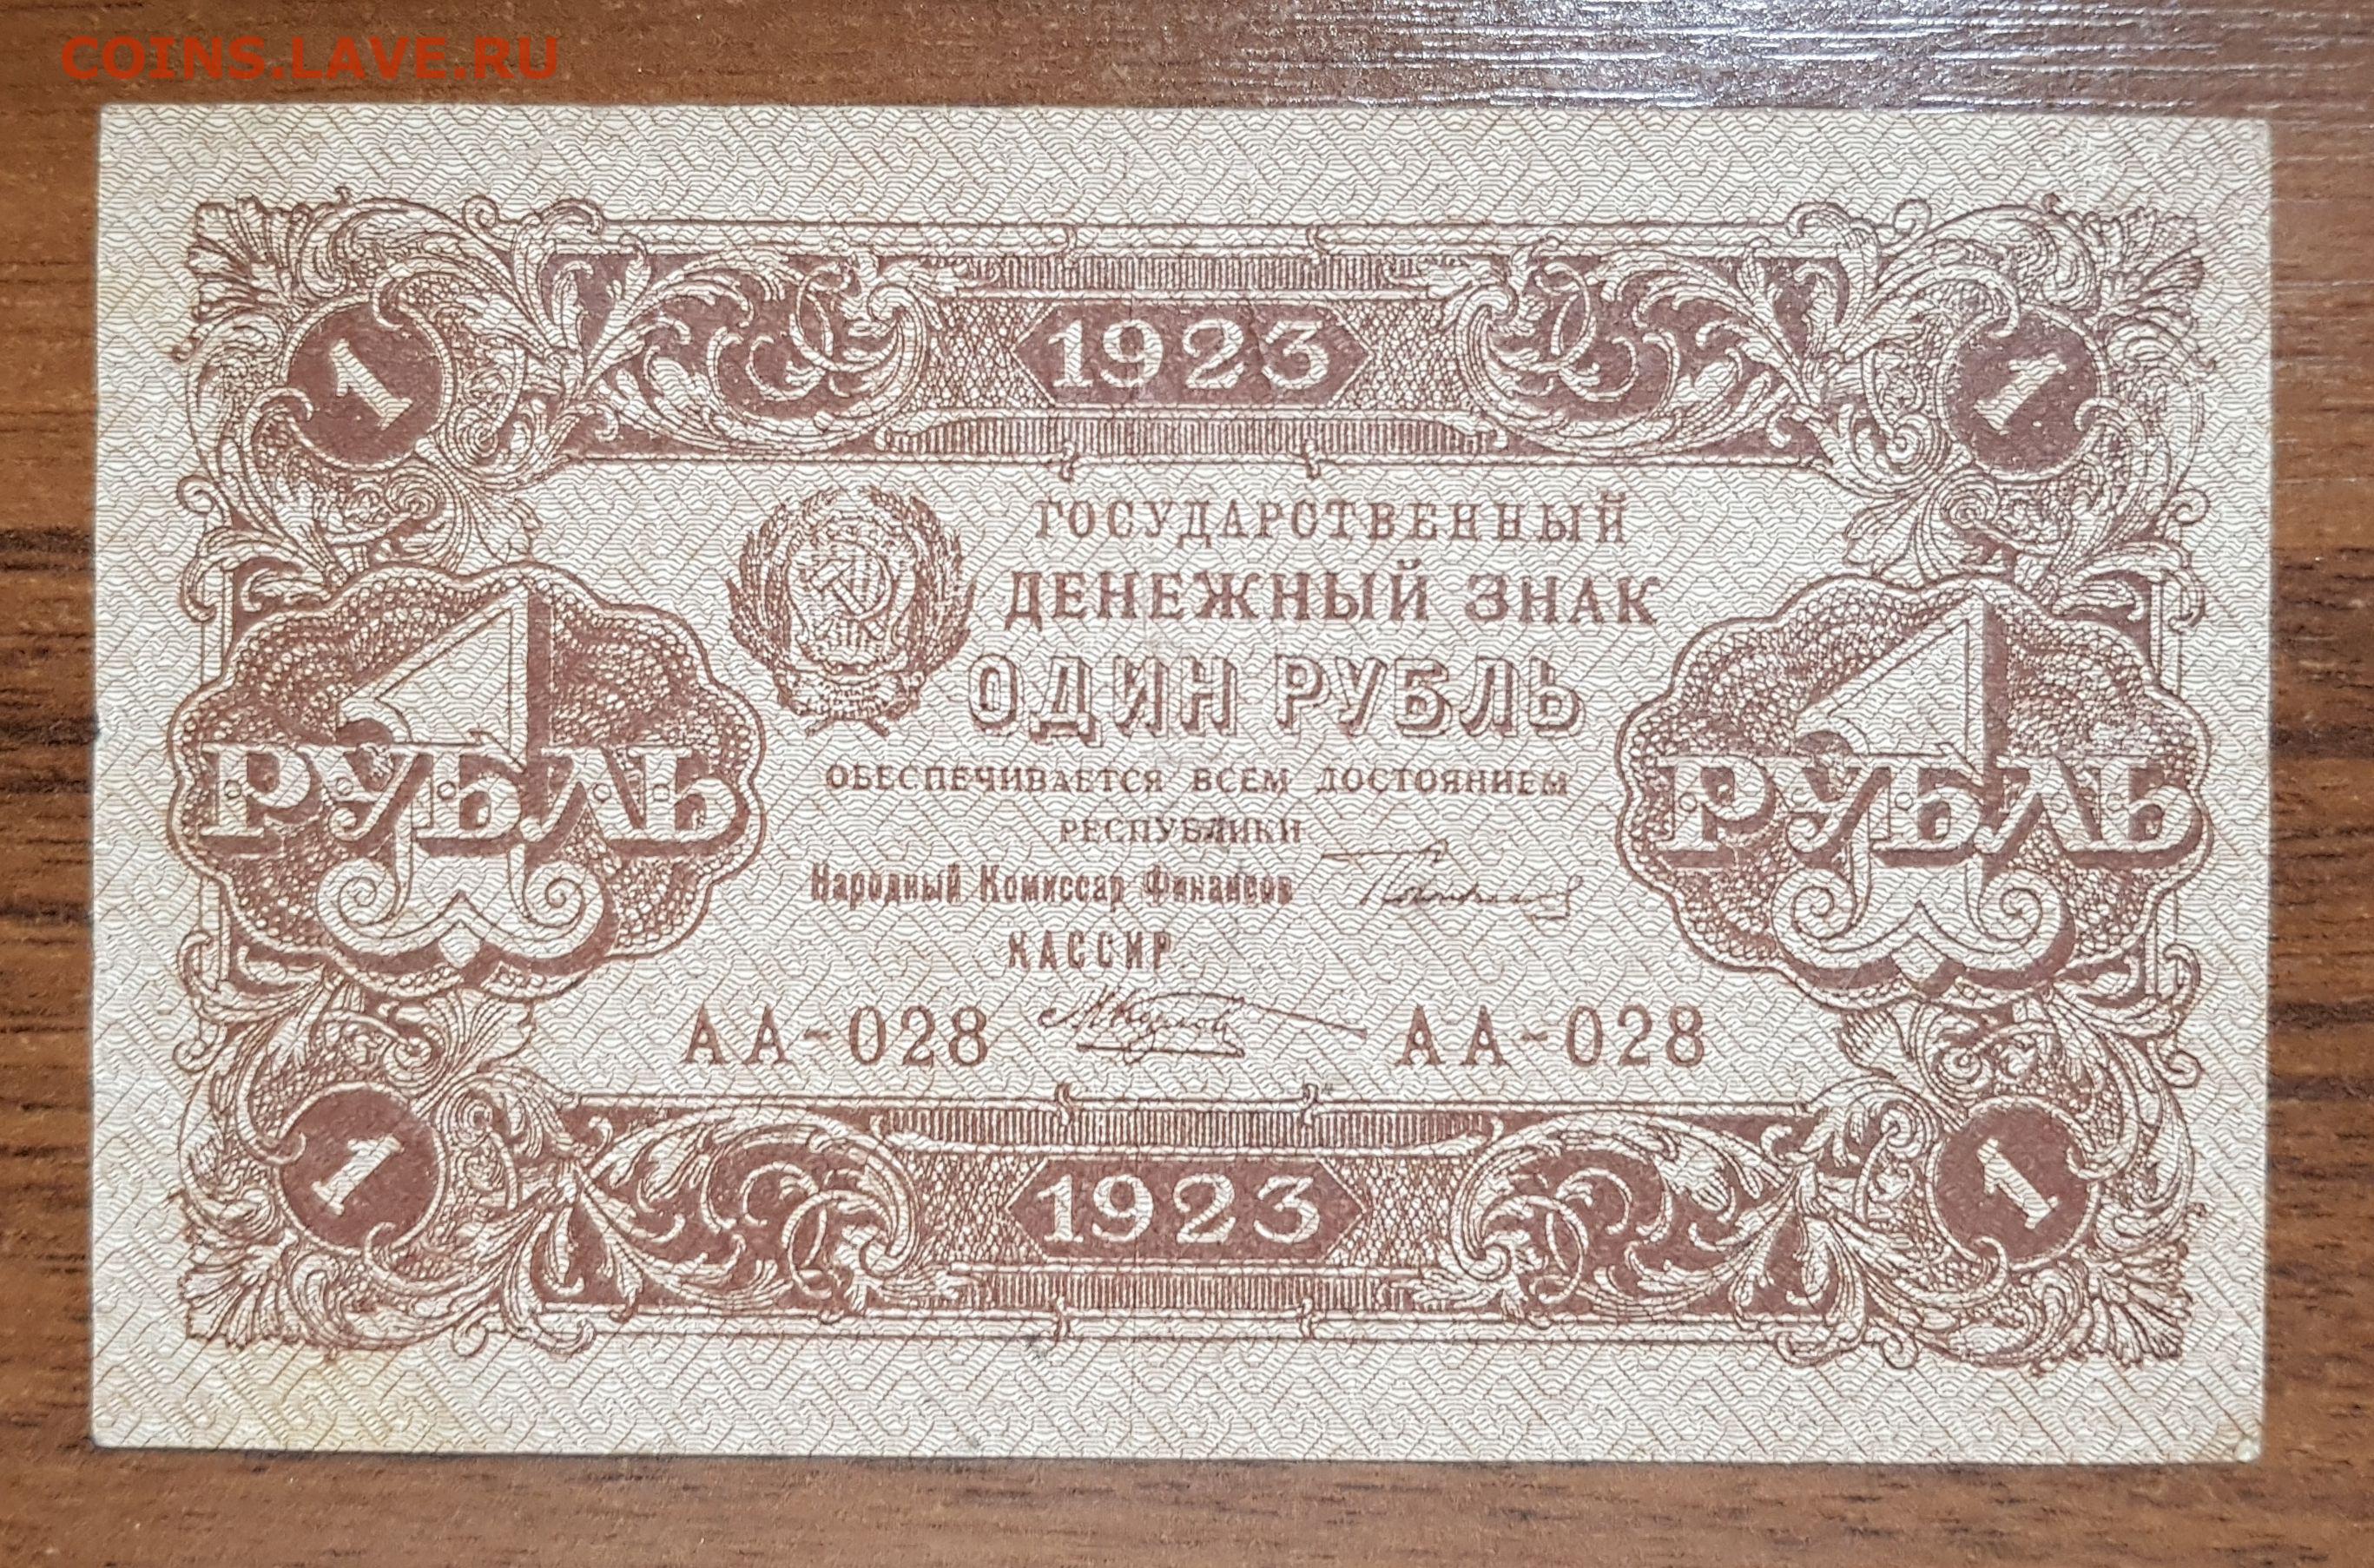 COINS.LAVE.RU
1 1923 1
ГОСУДАРСТВЕННЫЙ
ДЕНЕЖНЫЙ ЗНАК
ОДИН РУБЛЬ
1 РУБЛЬ 1 РУБЛЬ
ОБЕСПЕЧИВАЕТСЯ ВСЕМ ДОСТОЯНИЕМ
РЕСПУБЛИКИ
Народный Комиссар Финансов
КАССИР
АА-028 АА-028
1 1923 1